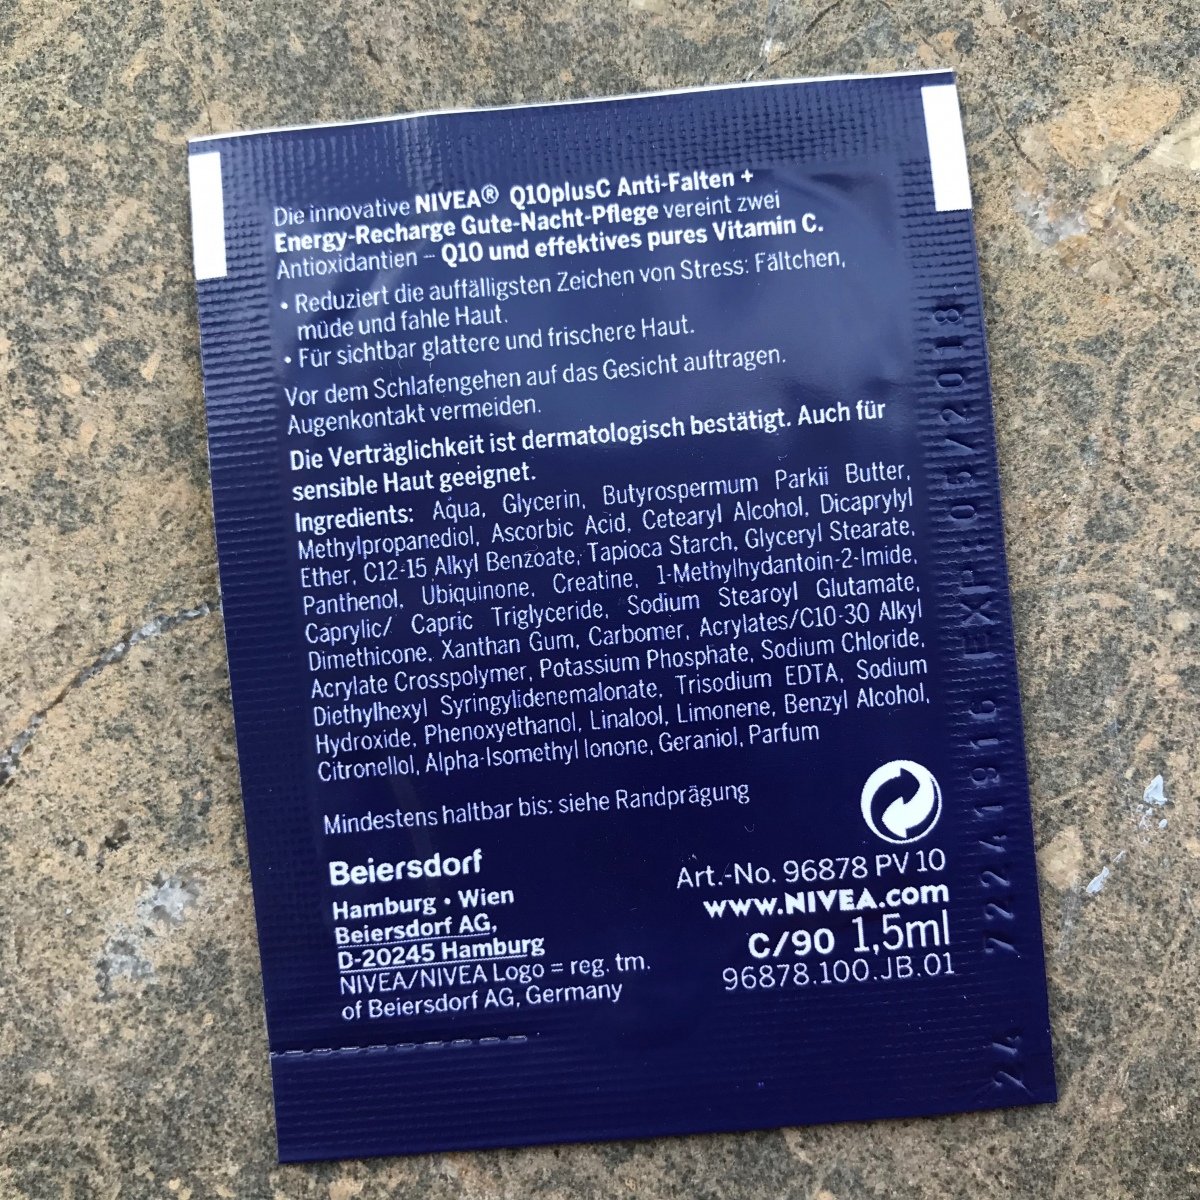 Die innovative NIVEA® Q10plusC Anti-Falten +
Energy-Recharge Gute-Nacht-Pflege vereint zwei
Antioxidantien – Q10 und effektives pures Vitamin C.
• Reduziert die auffälligsten Zeichen von Stress: Fältchen,
müde und fahle Haut.
• Für sichtbar glattere und frischere Haut.
Vor dem Schlafengehen auf das Gesicht auftragen.
Augenkontakt vermeiden.
Die Verträglichkeit ist dermatologisch bestätigt. Auch für
sensible Haut geeignet.
Ingredients: Aqua, Glycerin, Butyrospermum Parkii Butter,
Methylpropanediol, Ascorbic Acid, Cetearyl Alcohol, Dicaprylyl
Ether, C12-15 Alkyl Benzoate, Tapioca Starch, Glyceryl Stearate,
Panthenol, Ubiquinone, Creatine, 1-Methylhydantoin-2-Imide,
Caprylic/ Capric Triglyceride, Sodium Stearoyl Glutamate,
Dimethicone, Xanthan Gum, Carbomer, Acrylates/C10-30 Alkyl
Acrylate Crosspolymer, Potassium Phosphate, Sodium Chloride,
Diethylhexyl Syringylidenemalonate, Trisodium EDTA, Sodium
Hydroxide, Phenoxyethanol, Linalool, Limonene, Benzyl Alcohol,
Citronellol, Alpha-Isomethyl Ionone, Geraniol, Parfum
Mindestens haltbar bis: siehe Randprägung
Beiersdorf
Hamburg • Wien
Beiersdorf AG,
D-20245 Hamburg
NIVEA/NIVEA Logo = reg. tm.
of Beiersdorf AG, Germany
Art.-No. 96878 PV 10
www.NIVEA.com
C/90 1,5ml
96878.100.JB.01
EXP 06/2018